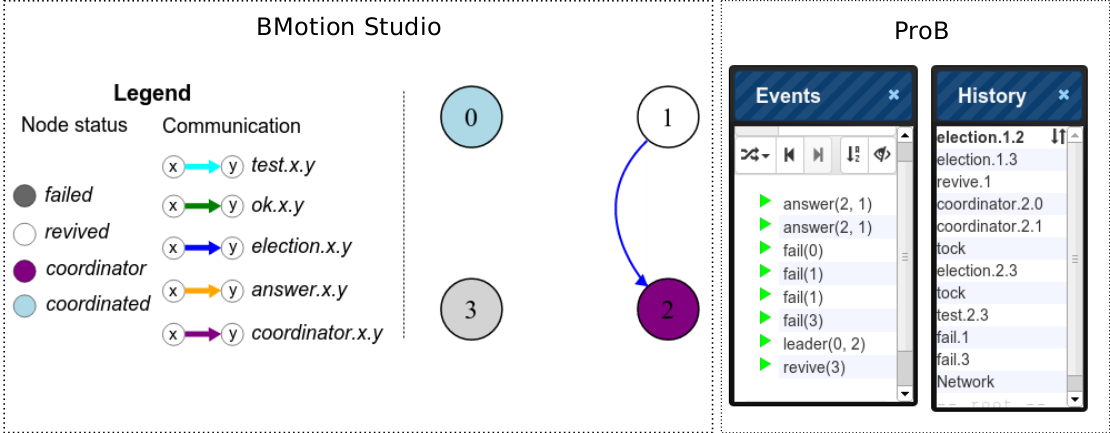 BMotion Studio
Legend
Node status
Communication
failed
revived
coordinator
coordinated
x y test.x.y
x y ok.x.y
x y election.x.y
x y answer.x.y
x y coordinator.x.y
0
1
3
2
ProB
Events
answer(2, 1)
answer(2, 1)
fail(0)
fail(1)
fail(1)
fail(3)
leader(0, 2)
revive(3)
History
election.1.2
election.1.3
revive.1
coordinator.2.0
coordinator.2.1
tock
election.2.3
tock
test.2.3
fail.1
fail.3
Network
-- root --